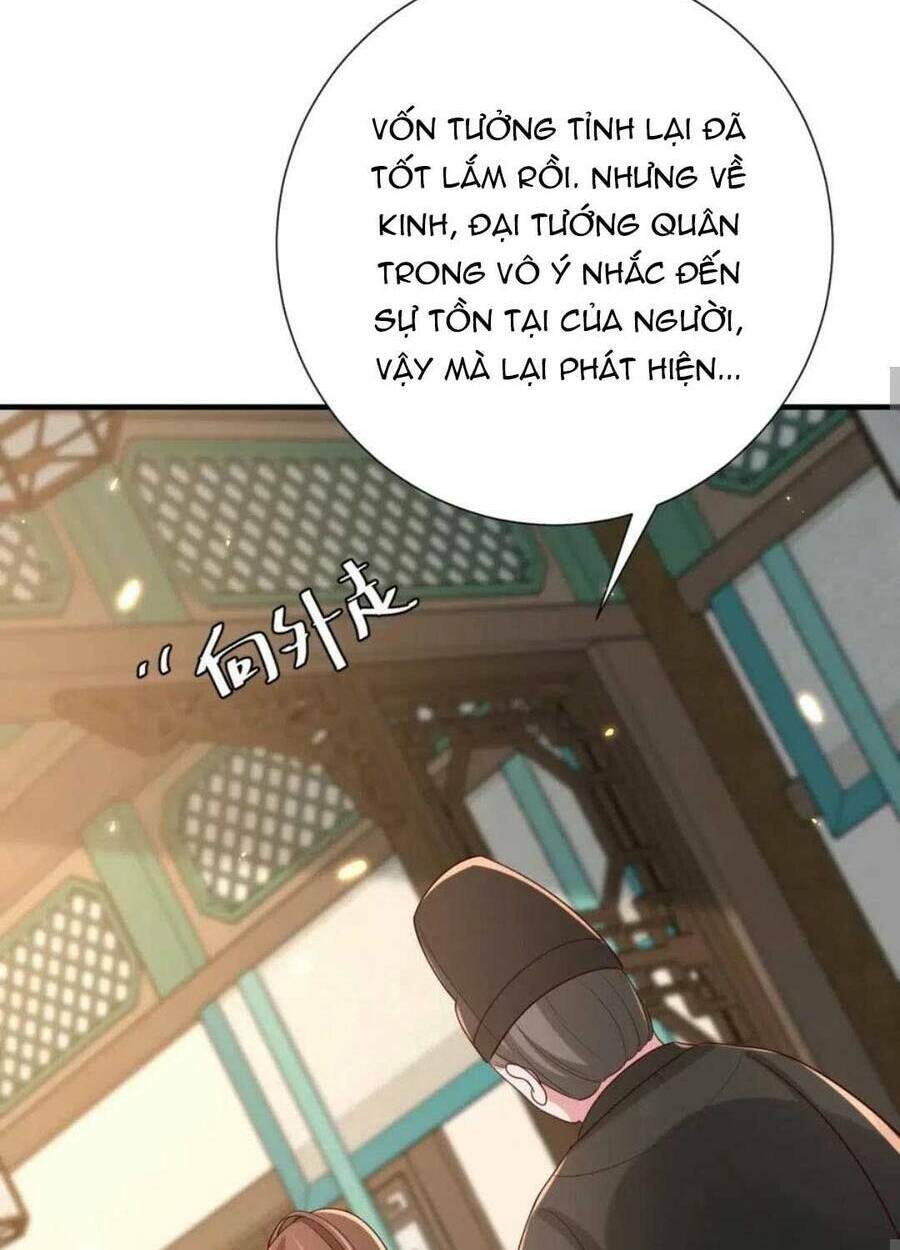 VỐN TƯỞNG TỈNH LẠI ĐÃ
TỐT LẮM RỒI. NHƯNG VỀ
KINH, ĐẠI TƯỚNG QUÂN
TRONG VÔ Ý NHẮC ĐẾN
SỰ TỒN TẠI CỦA NGƯỜI,
VẬY MÀ LẠI PHÁT HIỆN...
向外走